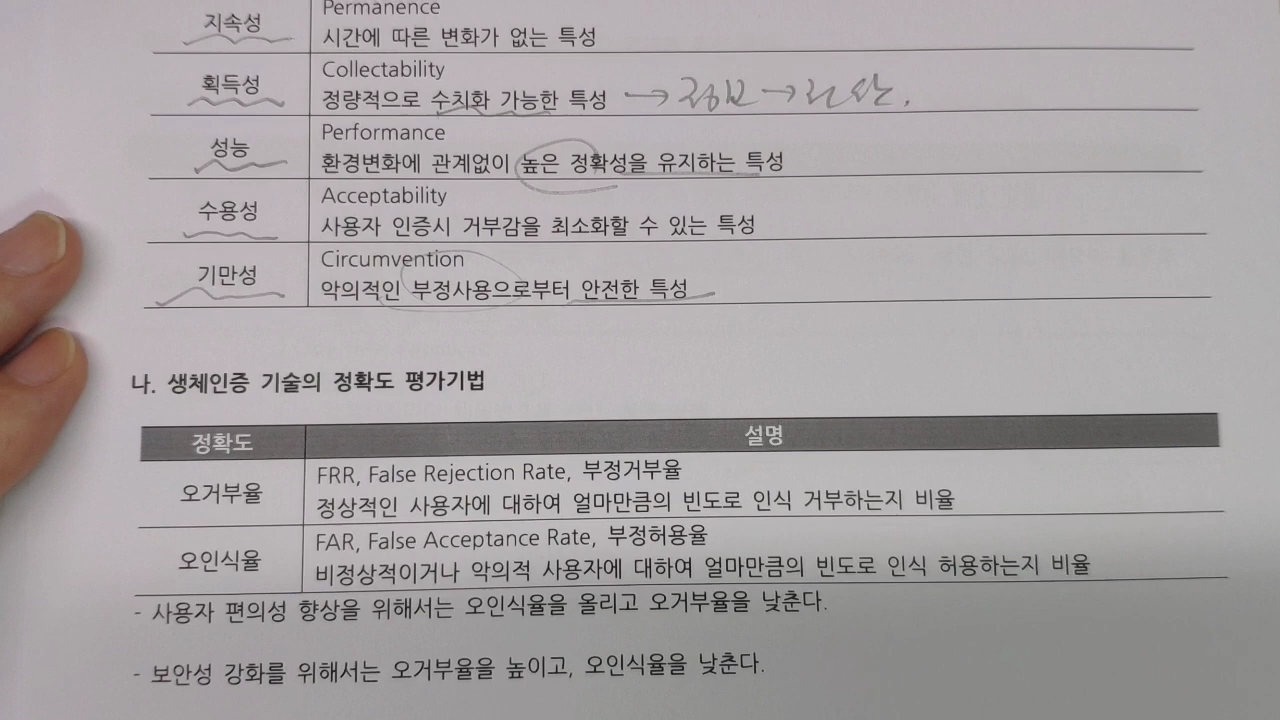 지속성
Permanence
시간에 따른 변화가 없는 특성
획득성
Collectability
정량적으로 수치화 가능한 특성 → 정보 → 전산.
성능
Performance
환경변화에 관계없이 높은 정확성을 유지하는 특성
수용성
Acceptability
사용자 인증시 거부감을 최소화할 수 있는 특성
기만성
Circumvention
악의적인 부정사용으로부터 안전한 특성
나. 생체인증 기술의 정확도 평가기법
정확도 설명
오거부율
FRR, False Rejection Rate, 부정거부율
정상적인 사용자에 대하여 얼마만큼의 빈도로 인식 거부하는지 비율
오인식율
FAR, False Acceptance Rate, 부정허용율
비정상적이거나 악의적 사용자에 대하여 얼마만큼의 빈도로 인식 허용하는지 비율
- 사용자 편의성 향상을 위해서는 오인식율을 올리고 오거부율을 낮춘다.
- 보안성 강화를 위해서는 오거부율을 높이고, 오인식율을 낮춘다.